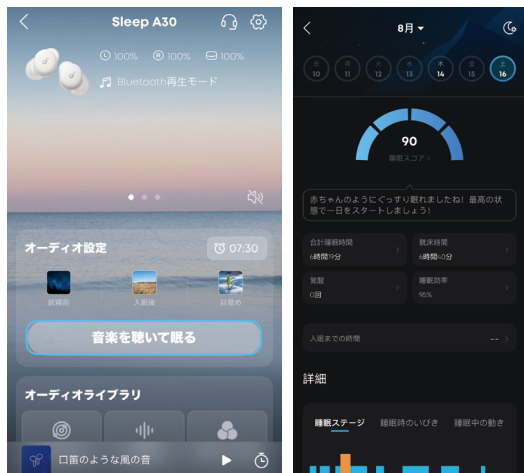 Sleep A30
L 100% R 100% 100%
Bluetooth再生モード
オーディオ設定
07:30
就寝前
入眠後
目覚め
音楽を聴いて眠る
オーディオライブラリ
口笛のような風の音
8月
日 月 火 水 木 金 土
10 11 12 13 14 15 16
90
睡眠スコア
赤ちゃんのようにぐっすり眠れましたね! 最高の状
態で一日をスタートしましょう!
合計睡眠時間
6時間19分
就床時間
6時間40分
覚醒
0回
睡眠効率
95%
入眠までの時間
--
詳細
睡眠ステージ 睡眠時のいびき 睡眠中の動き